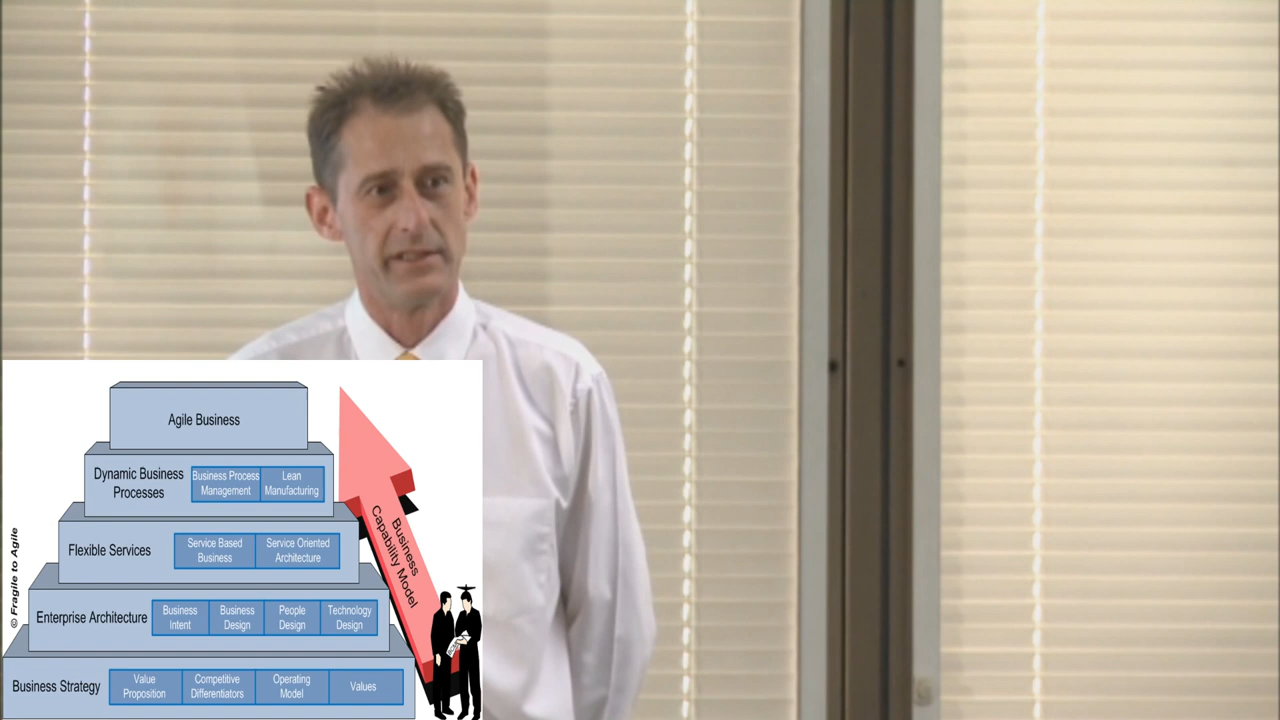 Agile Business
Dynamic Business
Processes
Business Process
Management
Lean
Manufacturing
Flexible Services
Service Based
Business
Service Oriented
Architecture
Enterprise Architecture
Business
Intent
Business
Design
People
Design
Technology
Design
Business Strategy
Value
Proposition
Competitive
Differentiators
Operating
Model
Values
Business
Capability Model
© Fragile to Agile